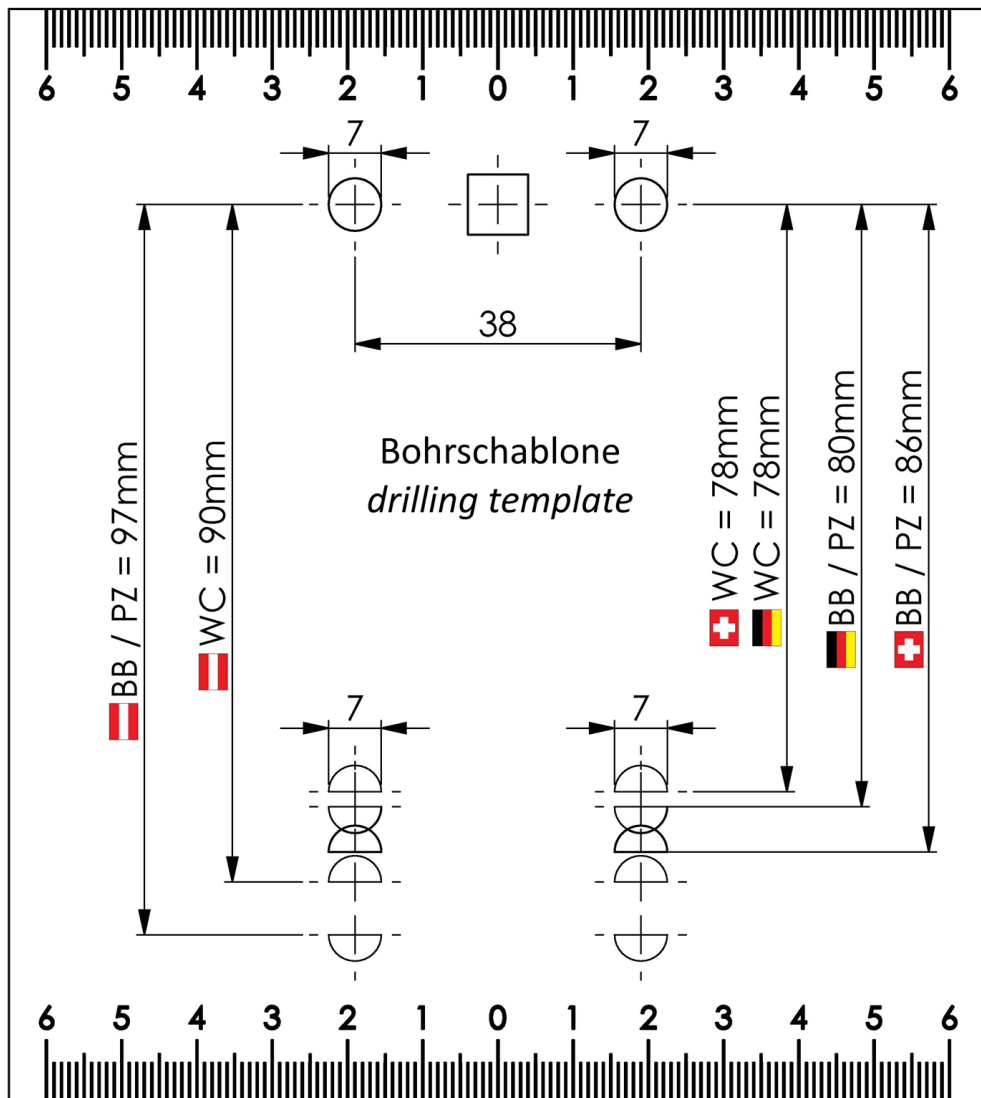 6 5 4 3 2 1 0 1 2 3 4 5 6
7 7
38
Bohrschablone
drilling template
BB / PZ = 97mm
WC = 90mm
WC = 78mm
WC = 78mm
BB / PZ = 80mm
BB / PZ = 86mm
7 7
6 5 4 3 2 1 0 1 2 3 4 5 6